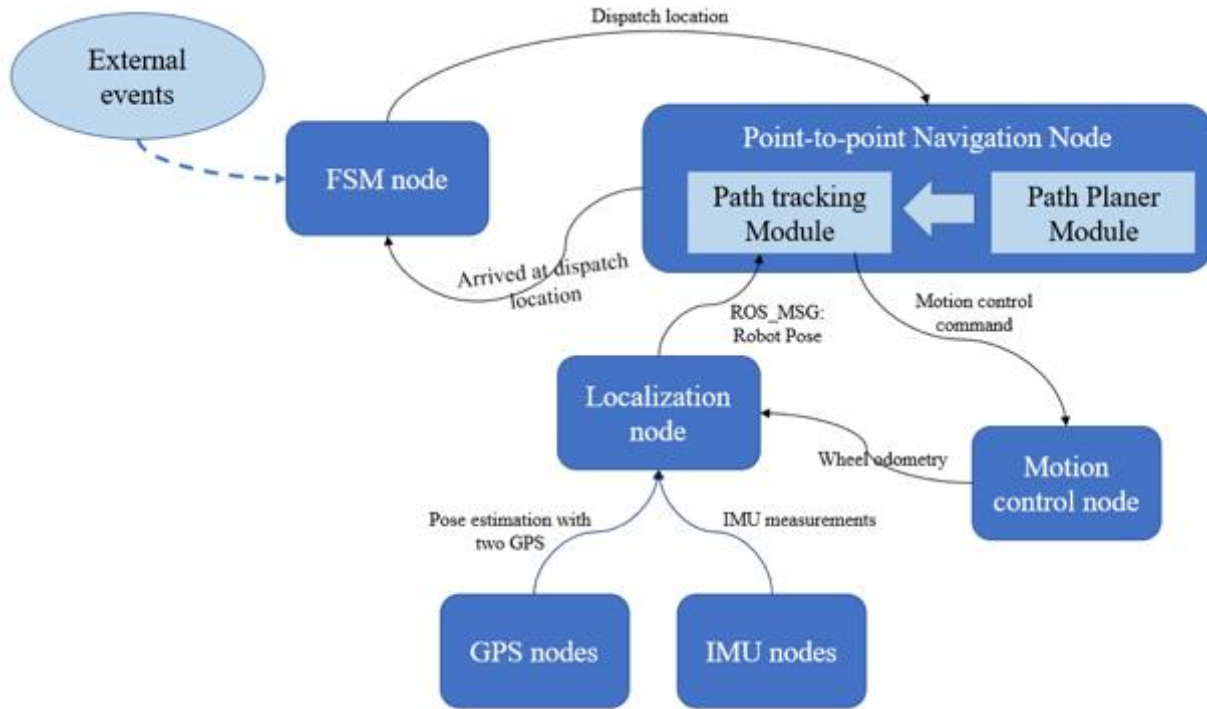 Dispatch location
External
events
FSM node
Point-to-point Navigation Node
Path tracking
Module
Path Planer
Module
Arrived at dispatch
location
ROS_MSG:
Robot Pose
Motion control
command
Localization
node
Wheel odometry
Motion
control node
Pose estimation with
two GPS
IMU measurements
GPS nodes
IMU nodes